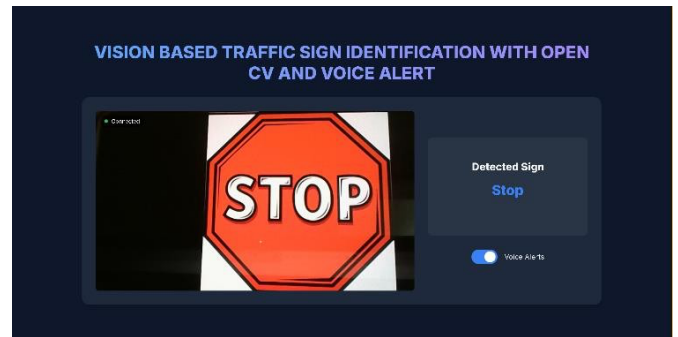 VISION BASED TRAFFIC SIGN IDENTIFICATION WITH OPEN
CV AND VOICE ALERT
Connected
STOP
Detected Sign
Stop
Voice Alerts